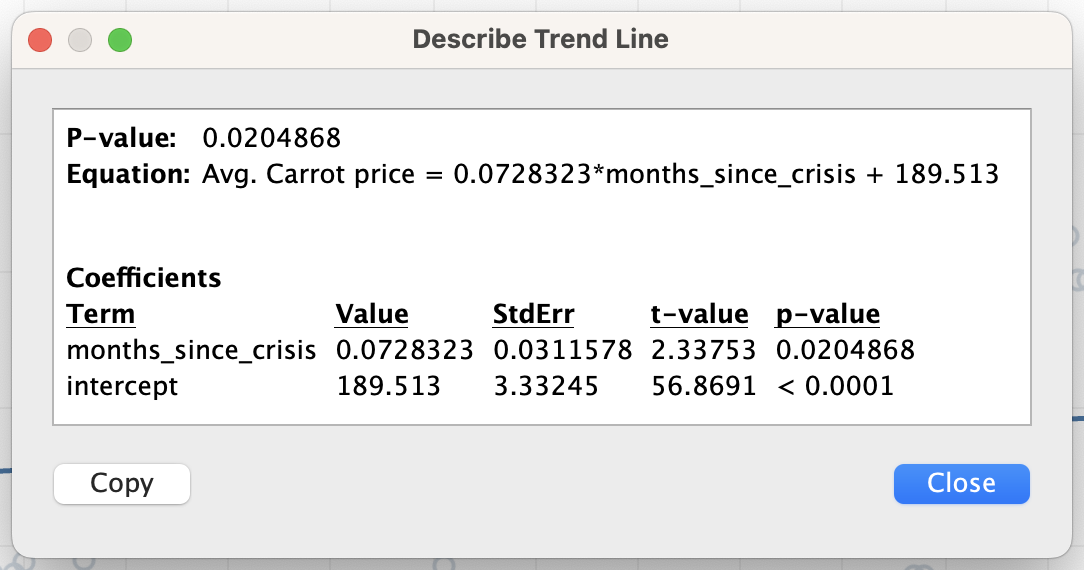 Describe Trend Line
P-value: 0.0204868
Equation: Avg. Carrot price = 0.0728323*months_since_crisis + 189.513
Coefficients
Term Value StdErr t-value p-value
months_since_crisis 0.0728323 0.0311578 2.33753 0.0204868
intercept 189.513 3.33245 56.8691 < 0.0001
Copy Close